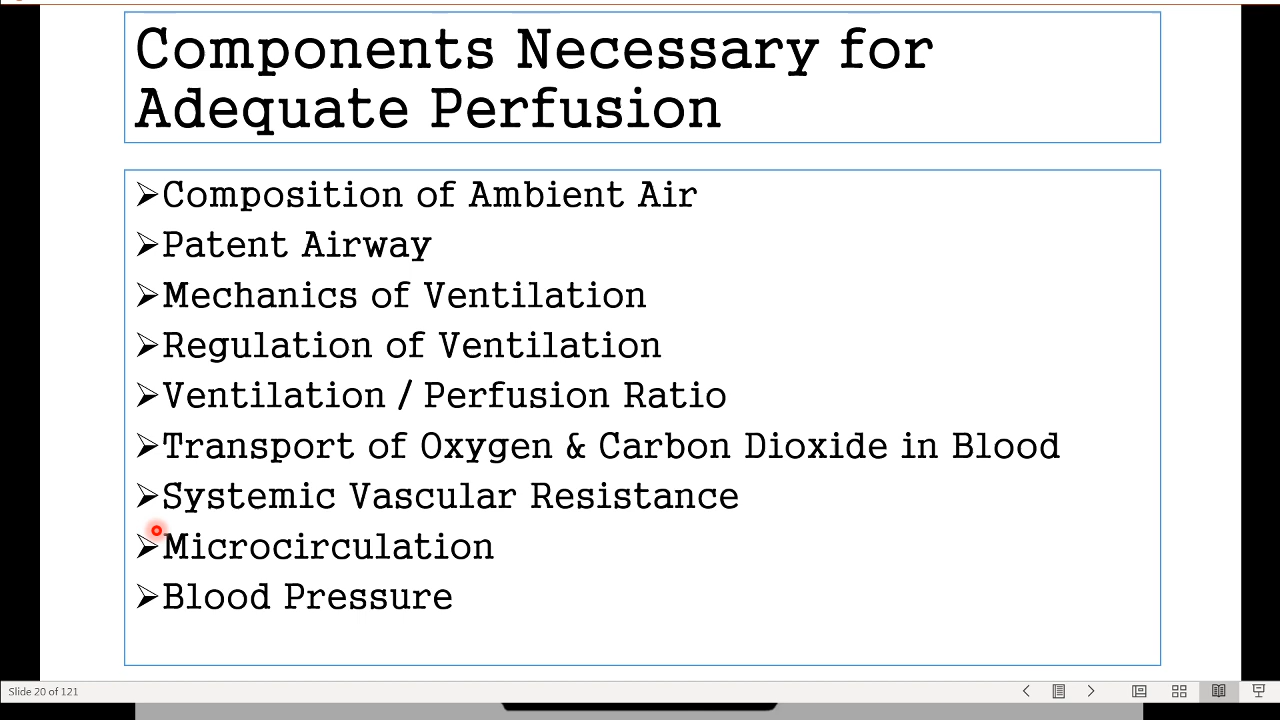 Components Necessary for
Adequate Perfusion
➢Composition of Ambient Air
➢Patent Airway
➢Mechanics of Ventilation
➢Regulation of Ventilation
➢Ventilation / Perfusion Ratio
➢Transport of Oxygen & Carbon Dioxide in Blood
➢Systemic Vascular Resistance
➢Microcirculation
➢Blood Pressure
Slide 20 of 121